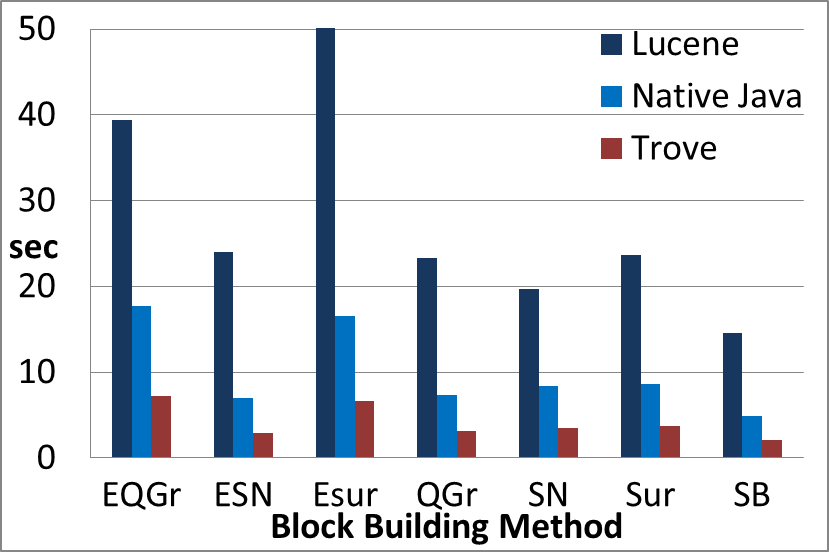 50
40
30
sec
20
10
0
Lucene
Native Java
Trove
EQGr ESN Esur QGr SN Sur SB
Block Building Method